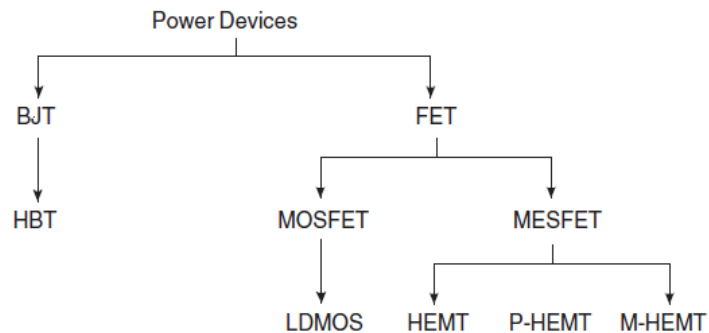 Power Devices
BJT FET
HBT MOSFET MESFET
LDMOS HEMT P-HEMT M-HEMT